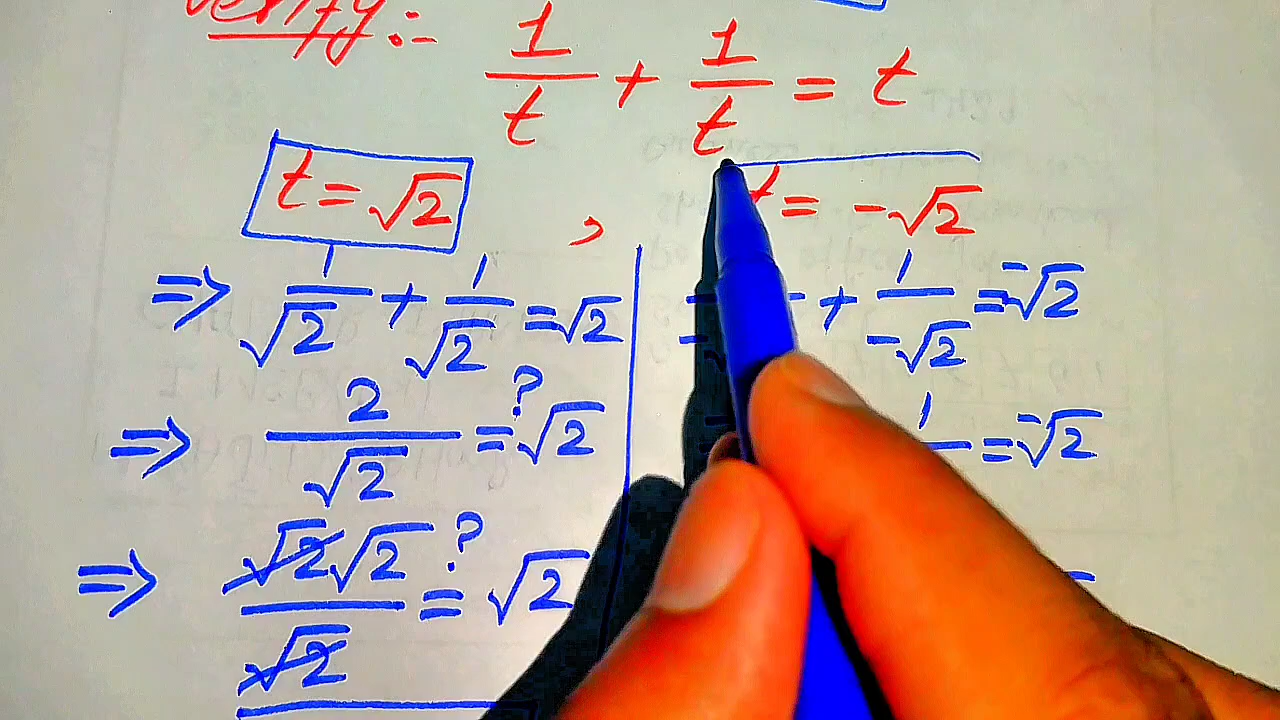 Verify :-
1/t + 1/t = t
t = √2 , t = -√2
⇒ 1/√2 + 1/√2 = √2
⇒ 2/√2 =? √2
⇒ √2√2/√2 =? √2
+ 1/-√2 = -√2
1 = -√2